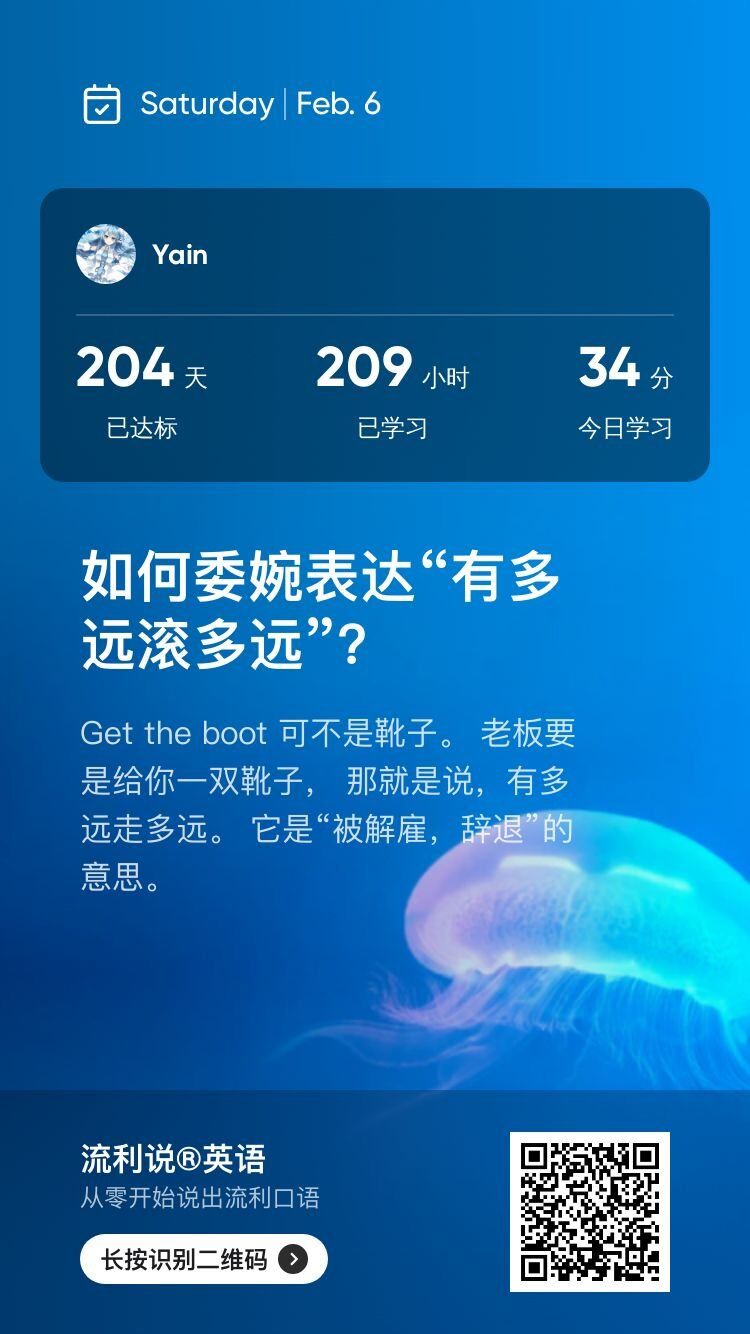 Saturday | Feb. 6
Yain
204 天 209 小时 34 分
已达标 已学习 今日学习
如何委婉表达“有多
远滚多远”?
Get the boot 可不是靴子。 老板要
是给你一双靴子， 那就是说，有多
远走多远。 它是“被解雇，辞退”的
意思。
流利说®英语
从零开始说出流利口语
长按识别二维码